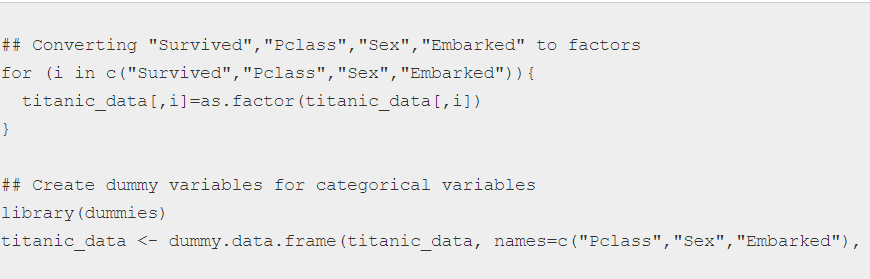 ## Converting "Survived","Pclass","Sex","Embarked" to factors
for (i in c("Survived","Pclass","Sex","Embarked")){
  titanic_data[,i]=as.factor(titanic_data[,i])
}
## Create dummy variables for categorical variables
library(dummies)
titanic_data <- dummy.data.frame(titanic_data, names=c("Pclass","Sex","Embarked"),